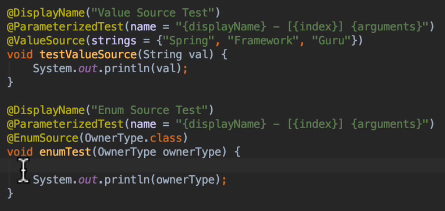 @DisplayName("Value Source Test")
@ParameterizedTest(name = "{displayName} - [{index}] {arguments}")
@ValueSource(strings = {"Spring", "Framework", "Guru"})
void testValueSource(String val) {
    System.out.println(val);
}

@DisplayName("Enum Source Test")
@ParameterizedTest(name = "{displayName} - [{index}] {arguments}")
@EnumSource(OwnerType.class)
void enumTest(OwnerType ownerType) {

    System.out.println(ownerType);
}